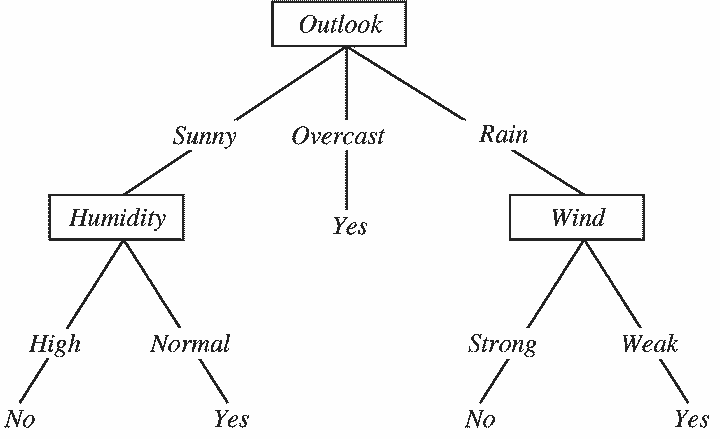 Outlook
Sunny Overcast Rain
Humidity Yes Wind
High Normal Strong Weak
No Yes No Yes